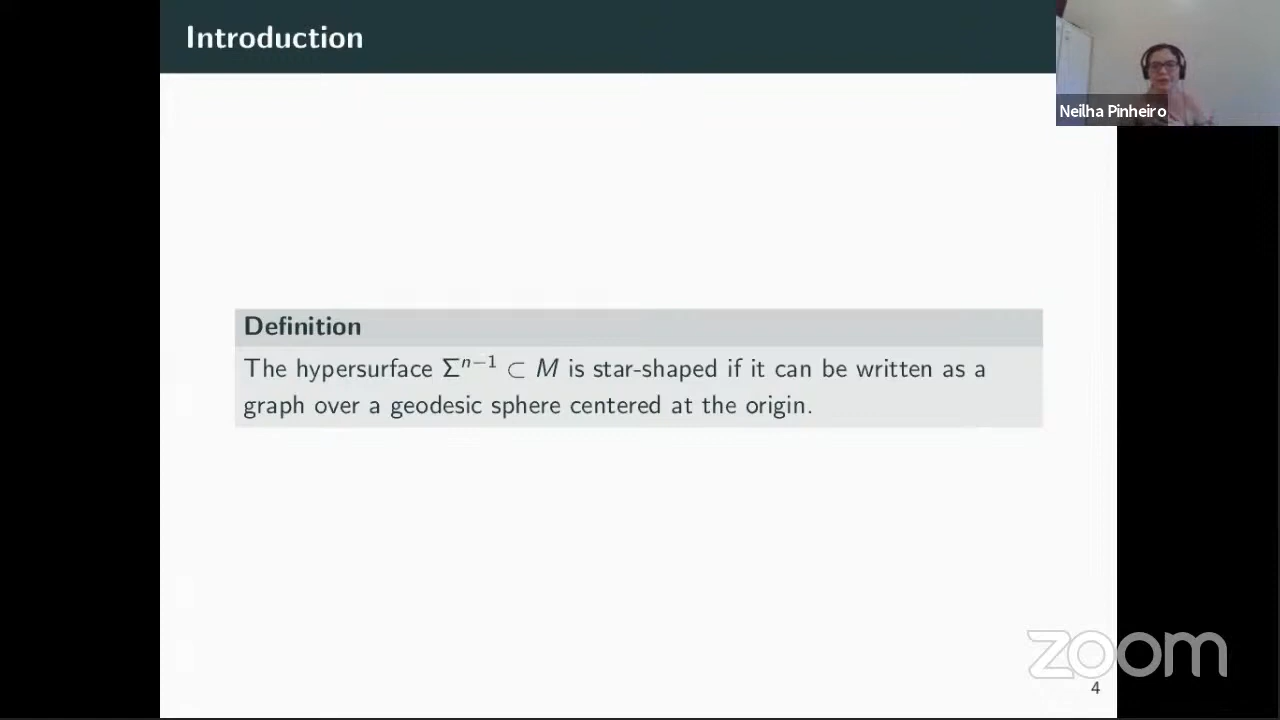 Introduction
Neilha Pinheiro
Definition
The hypersurface Σⁿ⁻¹ ⊂ M is star-shaped if it can be written as a
graph over a geodesic sphere centered at the origin.
zoom
4